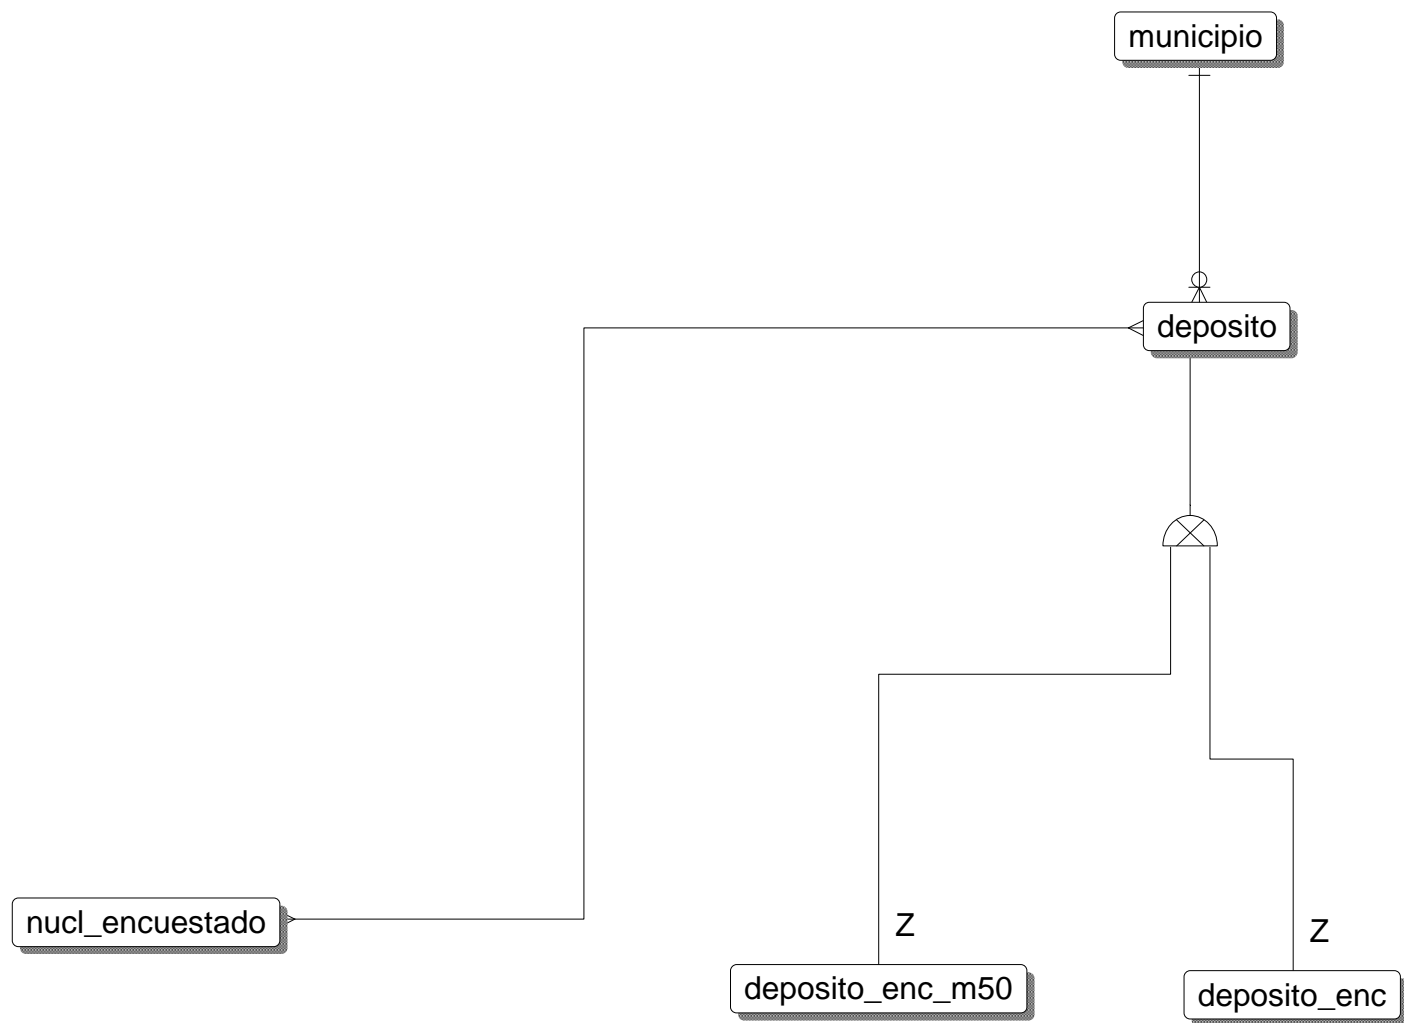 municipio
deposito
nucl_encuestado
Z
Z
deposito_enc_m50
deposito_enc